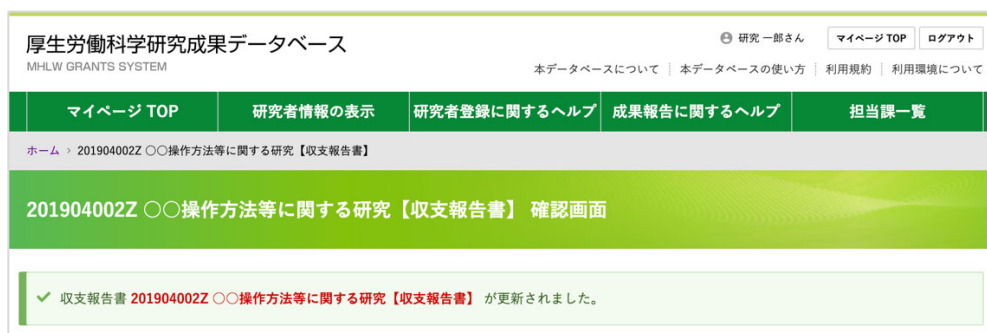 厚生労働科学研究成果データベース
MHLW GRANTS SYSTEM
研究 一郎さん マイページ TOP ログアウト
本データベースについて 本データベースの使い方 利用規約 利用環境について
マイページ TOP 研究者情報の表示 研究者登録に関するヘルプ 成果報告に関するヘルプ 担当課一覧
ホーム › 201904002Z ○○操作方法等に関する研究【収支報告書】
201904002Z ○○操作方法等に関する研究【収支報告書】 確認画面
収支報告書 201904002Z ○○操作方法等に関する研究【収支報告書】 が更新されました。